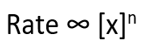 Rate ∞ [x]ⁿ